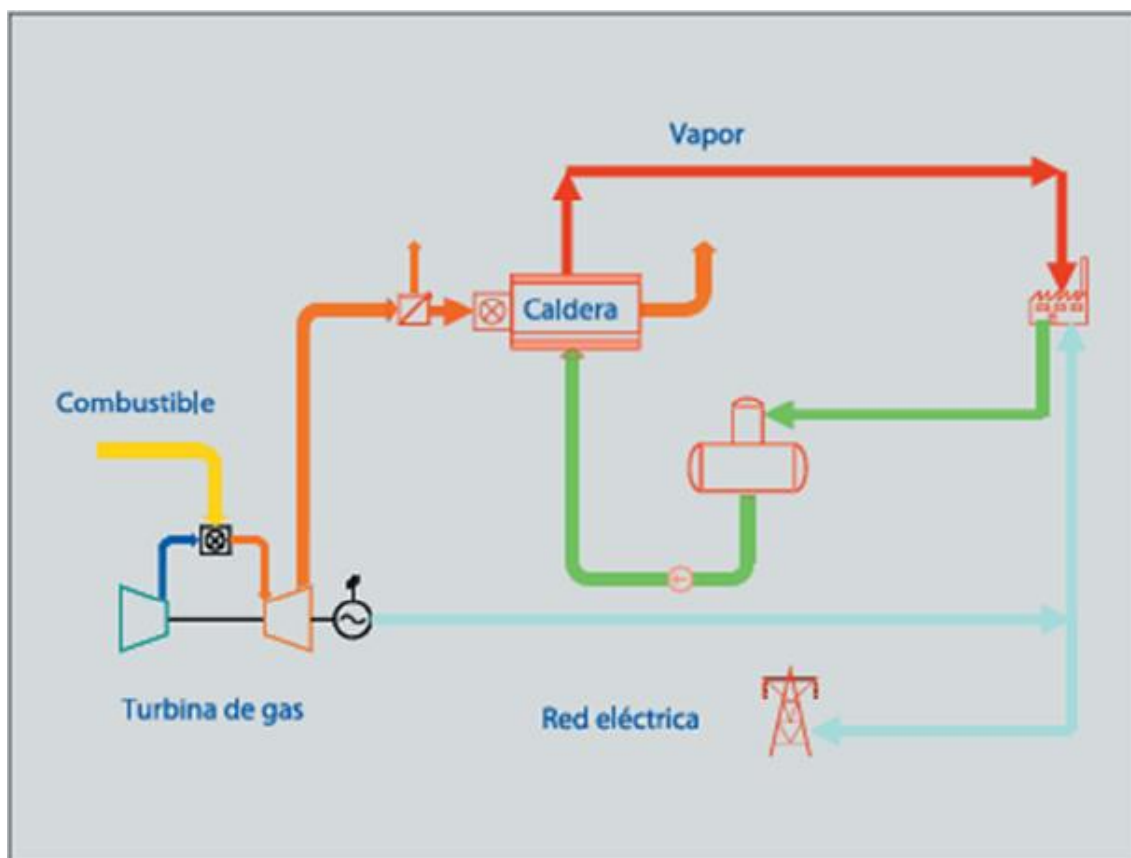 Vapor
Caldera
Combustible
Turbina de gas
Red eléctrica